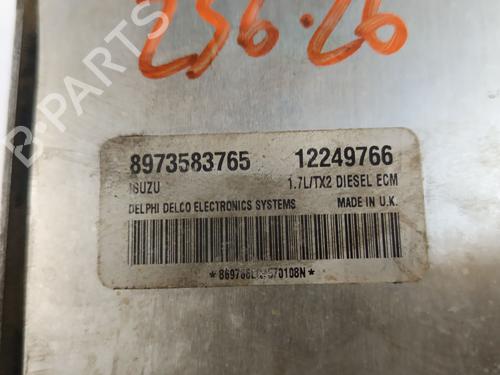 256.26
8973583765 12249766
ISUZU 1.7L/TX2 DIESEL ECM
DELPHI DELCO ELECTRONICS SYSTEMS MADE IN U.K.
B-PARTS